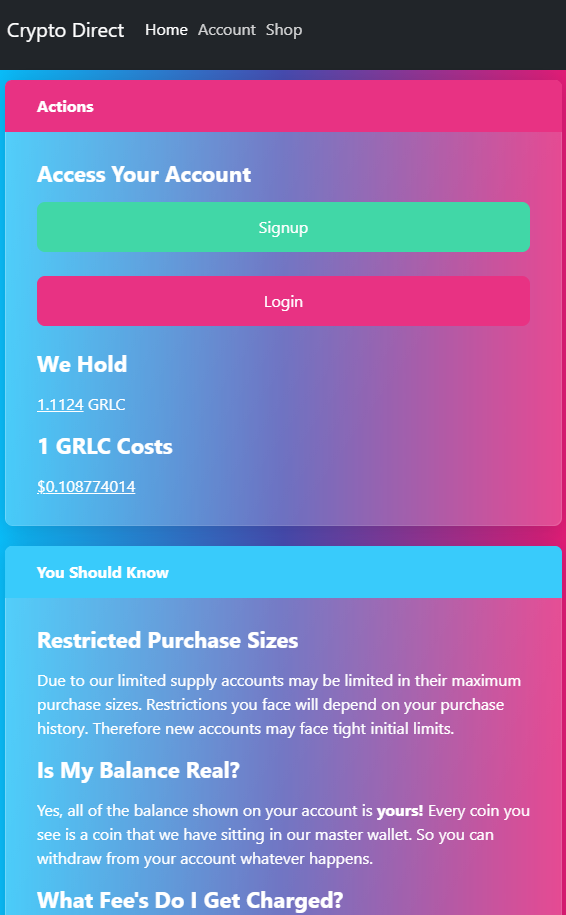 Crypto Direct Home Account Shop
Actions
Access Your Account
Signup
Login
We Hold
1.1124 GRLC
1 GRLC Costs
$0.108774014
You Should Know
Restricted Purchase Sizes
Due to our limited supply accounts may be limited in their maximum
purchase sizes. Restrictions you face will depend on your purchase
history. Therefore new accounts may face tight initial limits.
Is My Balance Real?
Yes, all of the balance shown on your account is yours! Every coin you
see is a coin that we have sitting in our master wallet. So you can
withdraw from your account whatever happens.
What Fee's Do I Get Charged?